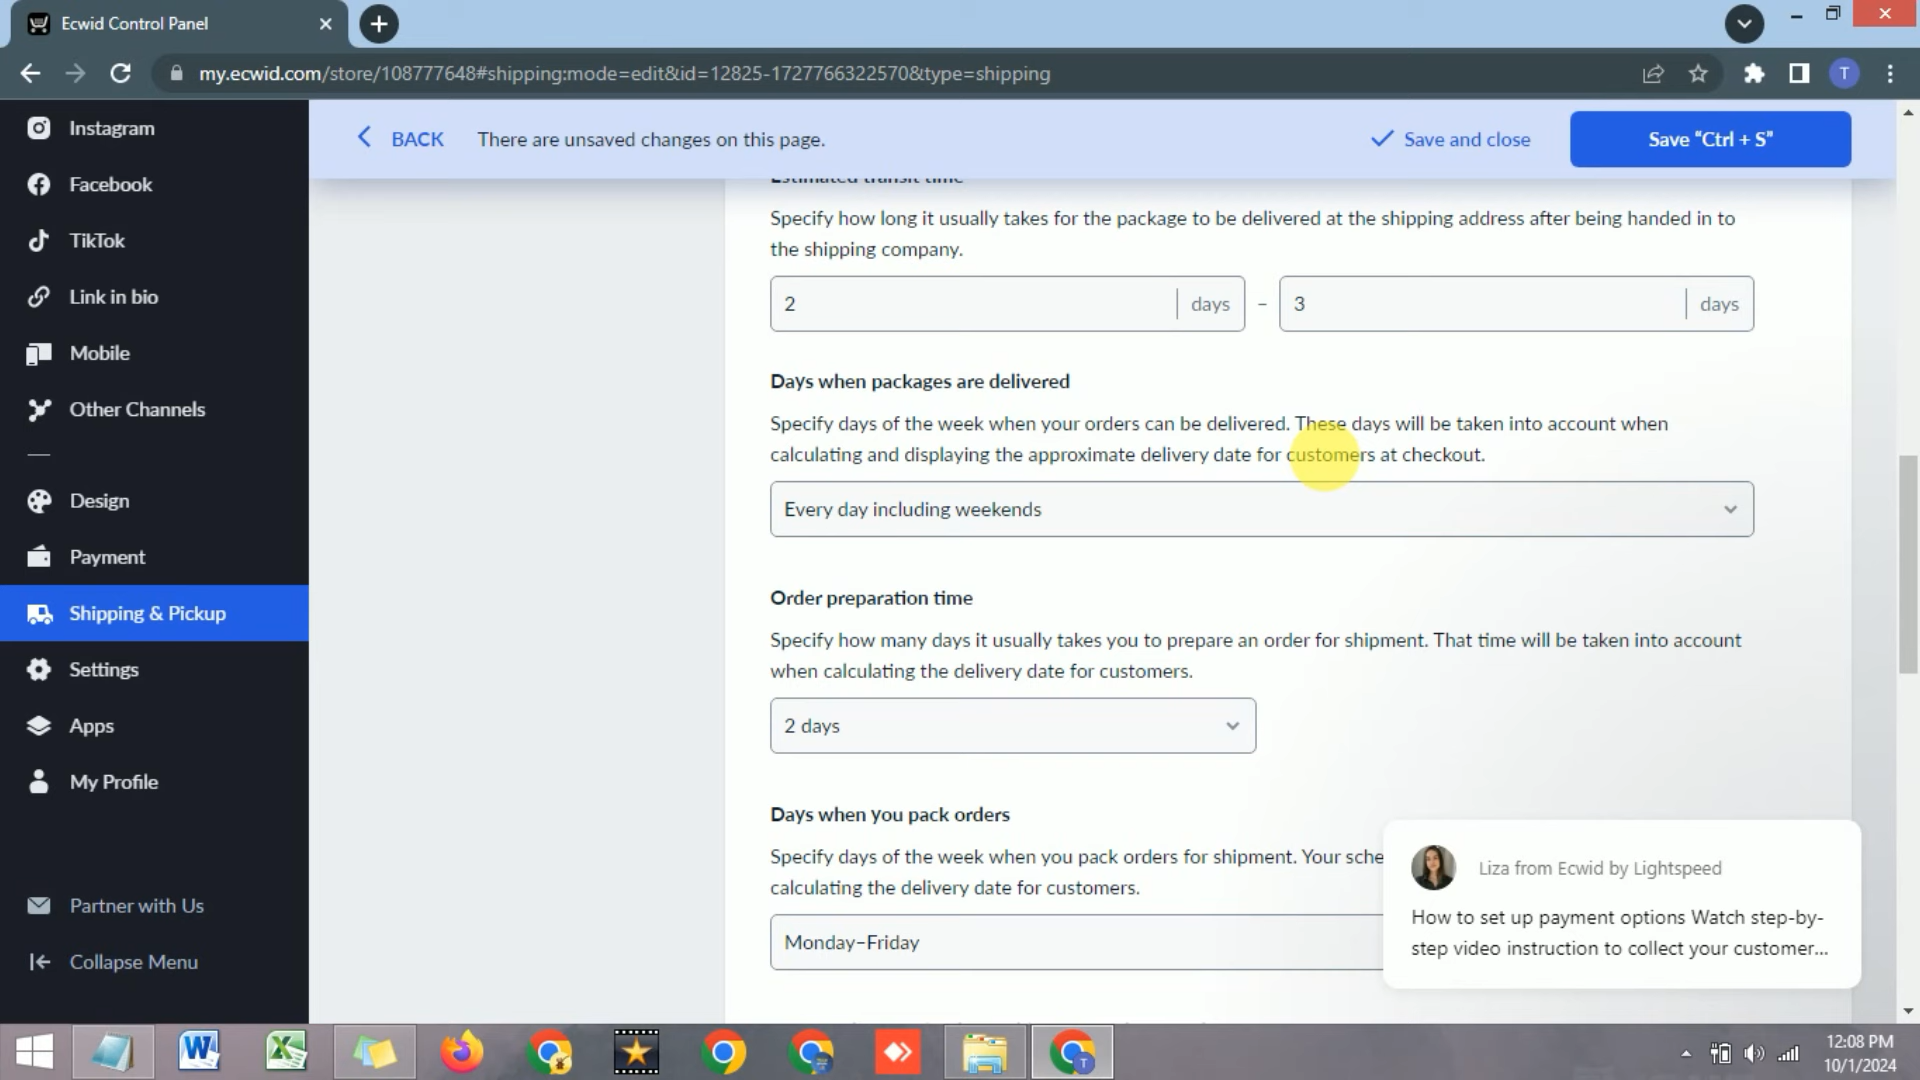 Ecwid Control Panel
my.ecwid.com/store/108777648#shipping:mode=edit&id=12825-1727766322570&type=shipping
T
Instagram
Facebook
TikTok
Link in bio
Mobile
Other Channels
Design
Payment
Shipping & Pickup
Settings
Apps
My Profile
Partner with Us
Collapse Menu
BACK
There are unsaved changes on this page.
Save and close
Save “Ctrl + S”
Estimated transit time
Specify how long it usually takes for the package to be delivered at the shipping address after being handed in to
the shipping company.
2 days – 3 days
Days when packages are delivered
Specify days of the week when your orders can be delivered. These days will be taken into account when
calculating and displaying the approximate delivery date for customers at checkout.
Every day including weekends
Order preparation time
Specify how many days it usually takes you to prepare an order for shipment. That time will be taken into account
when calculating the delivery date for customers.
2 days
Days when you pack orders
Specify days of the week when you pack orders for shipment. Your sche
calculating the delivery date for customers.
Monday–Friday
Liza from Ecwid by Lightspeed
How to set up payment options Watch step-by-
step video instruction to collect your customer...
12:08 PM
10/1/2024